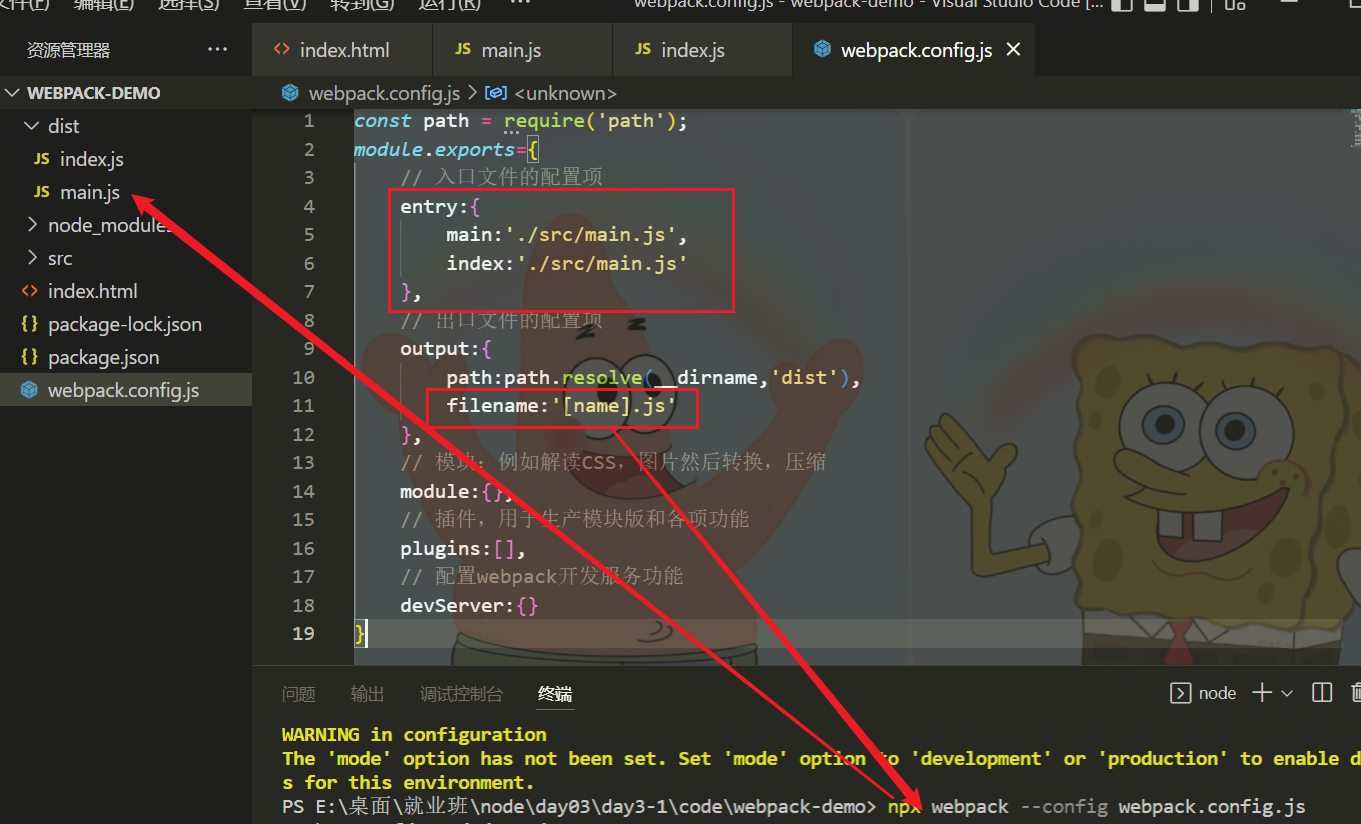 文件(F) 编辑(E) 选择(S) 查看(V) 转到(G) 运行(R) ···
webpack.config.js - webpack-demo - Visual Studio Code [...
资源管理器 ···
index.html
JS main.js
JS index.js
webpack.config.js
WEBPACK-DEMO
dist
JS index.js
JS main.js
node_modules
src
index.html
{} package-lock.json
{} package.json
webpack.config.js
webpack.config.js > <unknown>
1 const path = require('path');
2 module.exports={
3 // 入口文件的配置项
4 entry:{
5 main:'./src/main.js',
6 index:'./src/main.js'
7 },
8 // 出口文件的配置项
9 output:{
10 path:path.resolve(__dirname,'dist'),
11 filename:'[name].js'
12 },
13 // 模块：例如解读CSS，图片然后转换，压缩
14 module:{},
15 // 插件，用于生产模块版和各项功能
16 plugins:[],
17 // 配置webpack开发服务功能
18 devServer:{}
19 }
问题 输出 调试控制台 终端
node
WARNING in configuration
The 'mode' option has not been set. Set 'mode' option to 'development' or 'production' to enable d
s for this environment.
PS E:\桌面\就业班\node\day03\day3-1\code\webpack-demo> npx webpack --config webpack.config.js